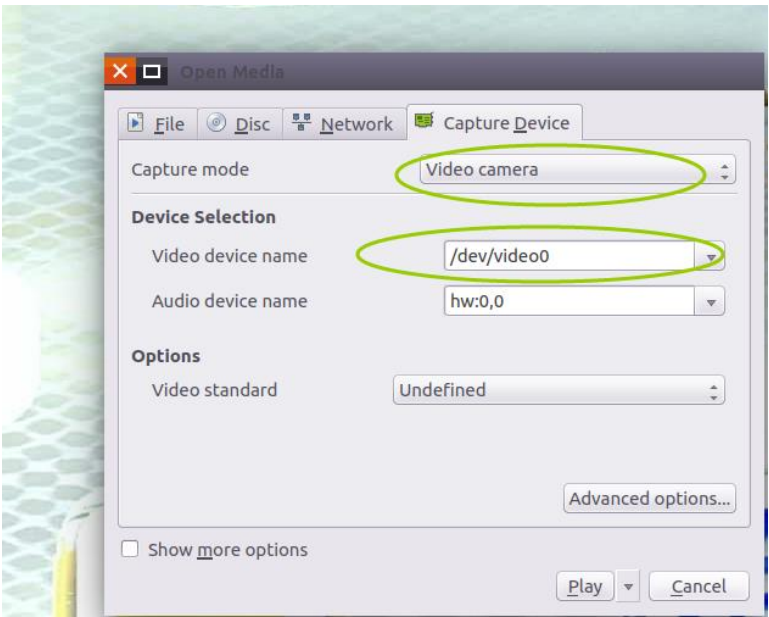 Open Media
File Disc Network Capture Device
Capture mode Video camera
Device Selection
Video device name /dev/video0
Audio device name hw:0,0
Options
Video standard Undefined
Advanced options...
Show more options
Play Cancel